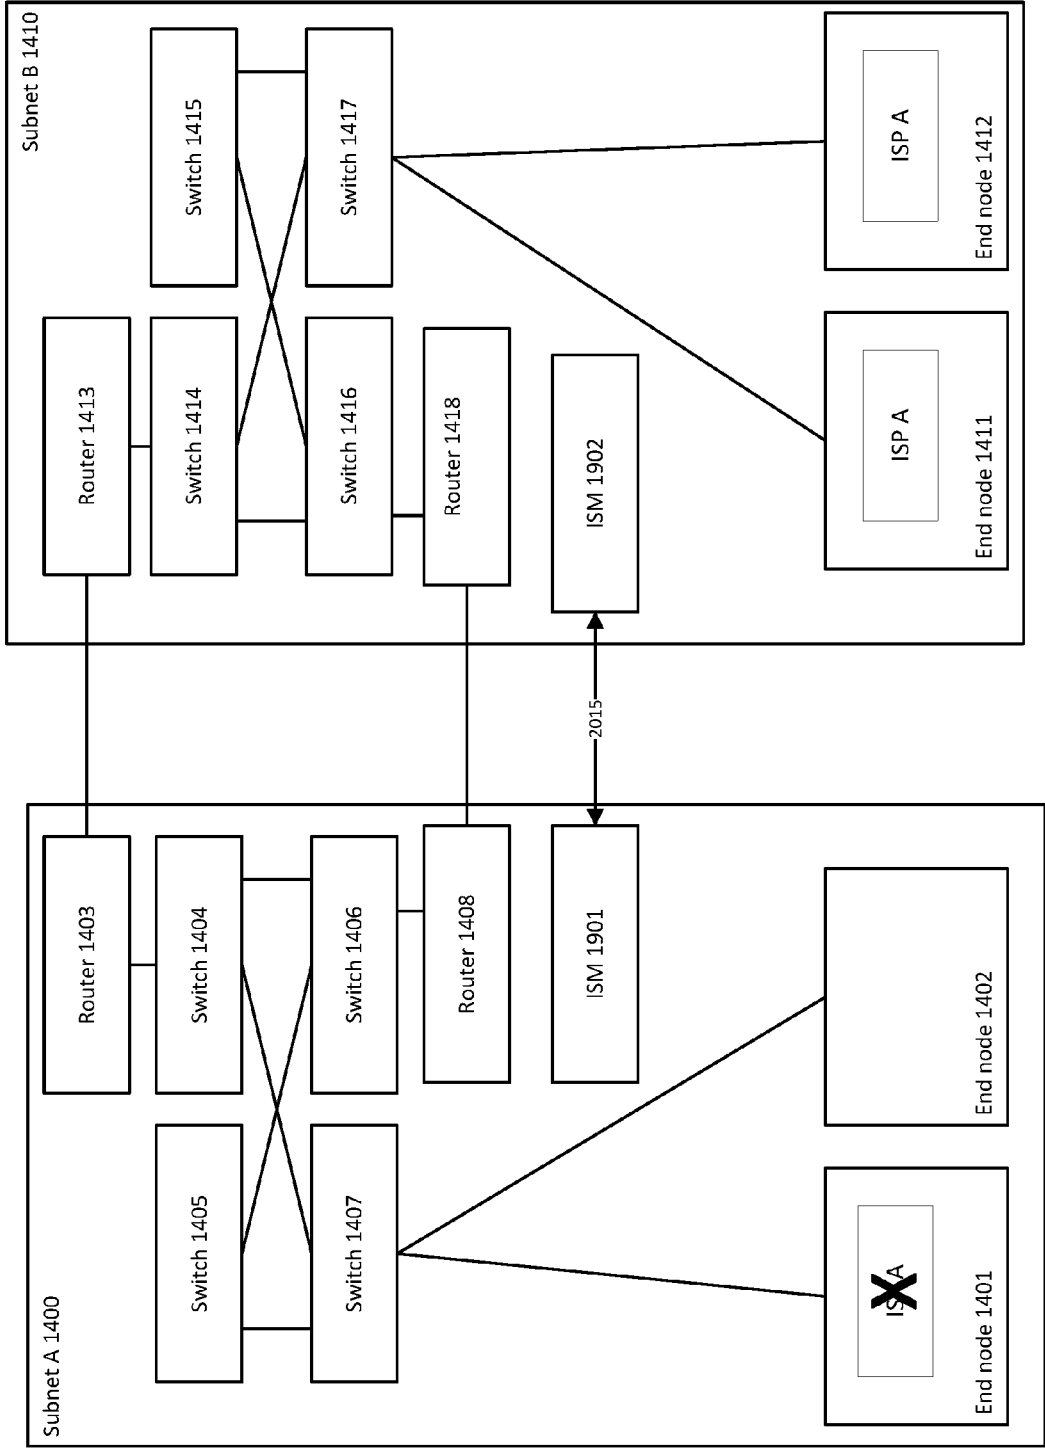 Subnet A 1400
Router 1403
Switch 1405
Switch 1404
Switch 1407
Switch 1406
Router 1408
ISM 1901
ISP A
X
End node 1401
End node 1402
2015
Subnet B 1410
Router 1413
Switch 1414
Switch 1415
Switch 1416
Switch 1417
Router 1418
ISM 1902
ISP A
End node 1411
ISP A
End node 1412